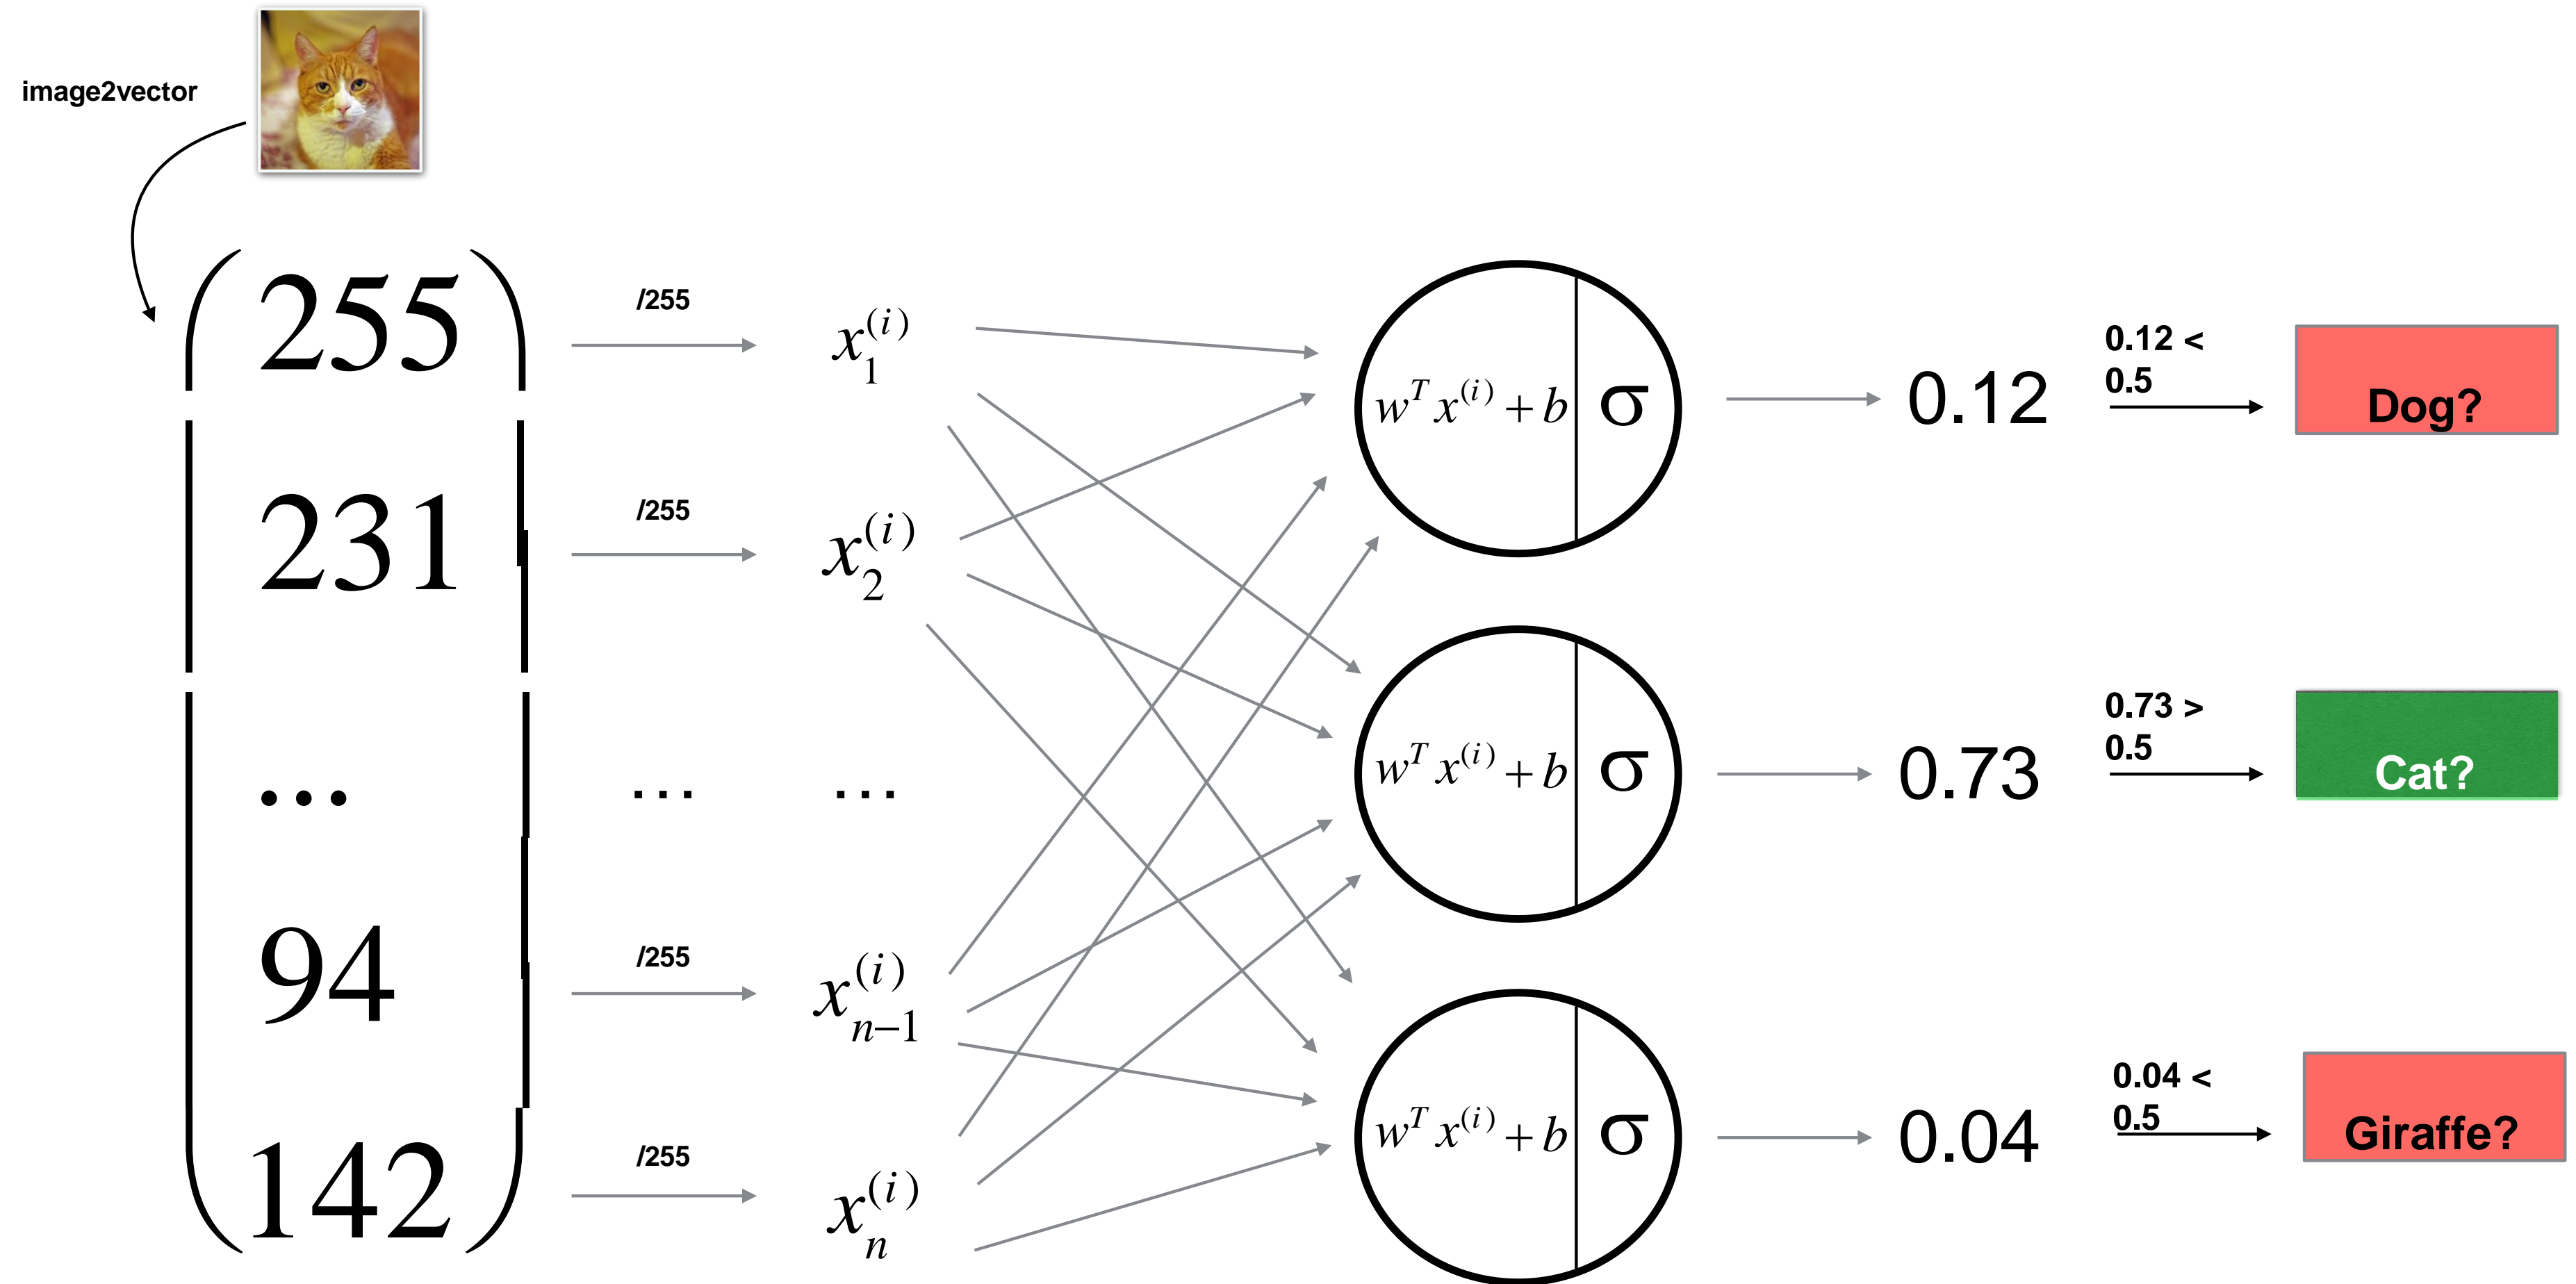 image2vector
255
/255
x_1^{(i)}
w^T x^{(i)} + b
σ
0.12
0.12 <
0.5
Dog?
231
/255
x_2^{(i)}
...
...
...
w^T x^{(i)} + b
σ
0.73
0.73 >
0.5
Cat?
94
/255
x_{n-1}^{(i)}
142
/255
x_n^{(i)}
w^T x^{(i)} + b
σ
0.04
0.04 <
0.5
Giraffe?